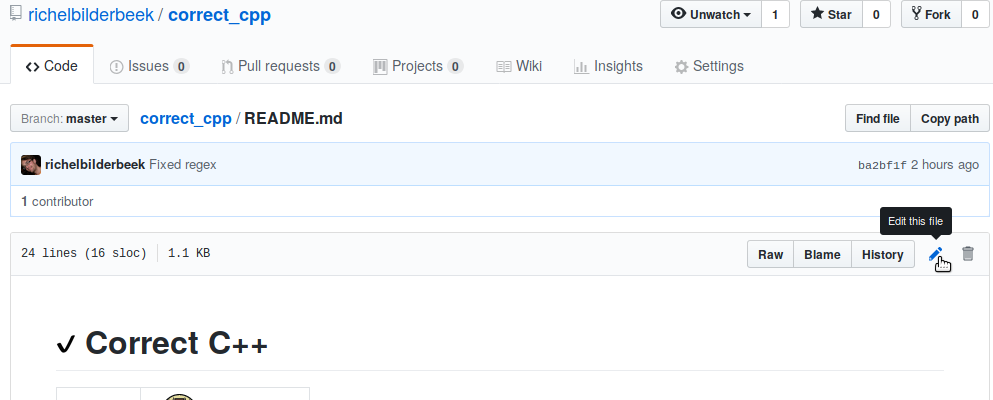 richelbilderbeek / correct_cpp
Unwatch 1 Star 0 Fork 0
Code Issues 0 Pull requests 0 Projects 0 Wiki Insights Settings
Branch: master correct_cpp / README.md Find file Copy path
richelbilderbeek Fixed regex ba2bf1f 2 hours ago
1 contributor
Edit this file
24 lines (16 sloc) 1.1 KB Raw Blame History
✓ Correct C++